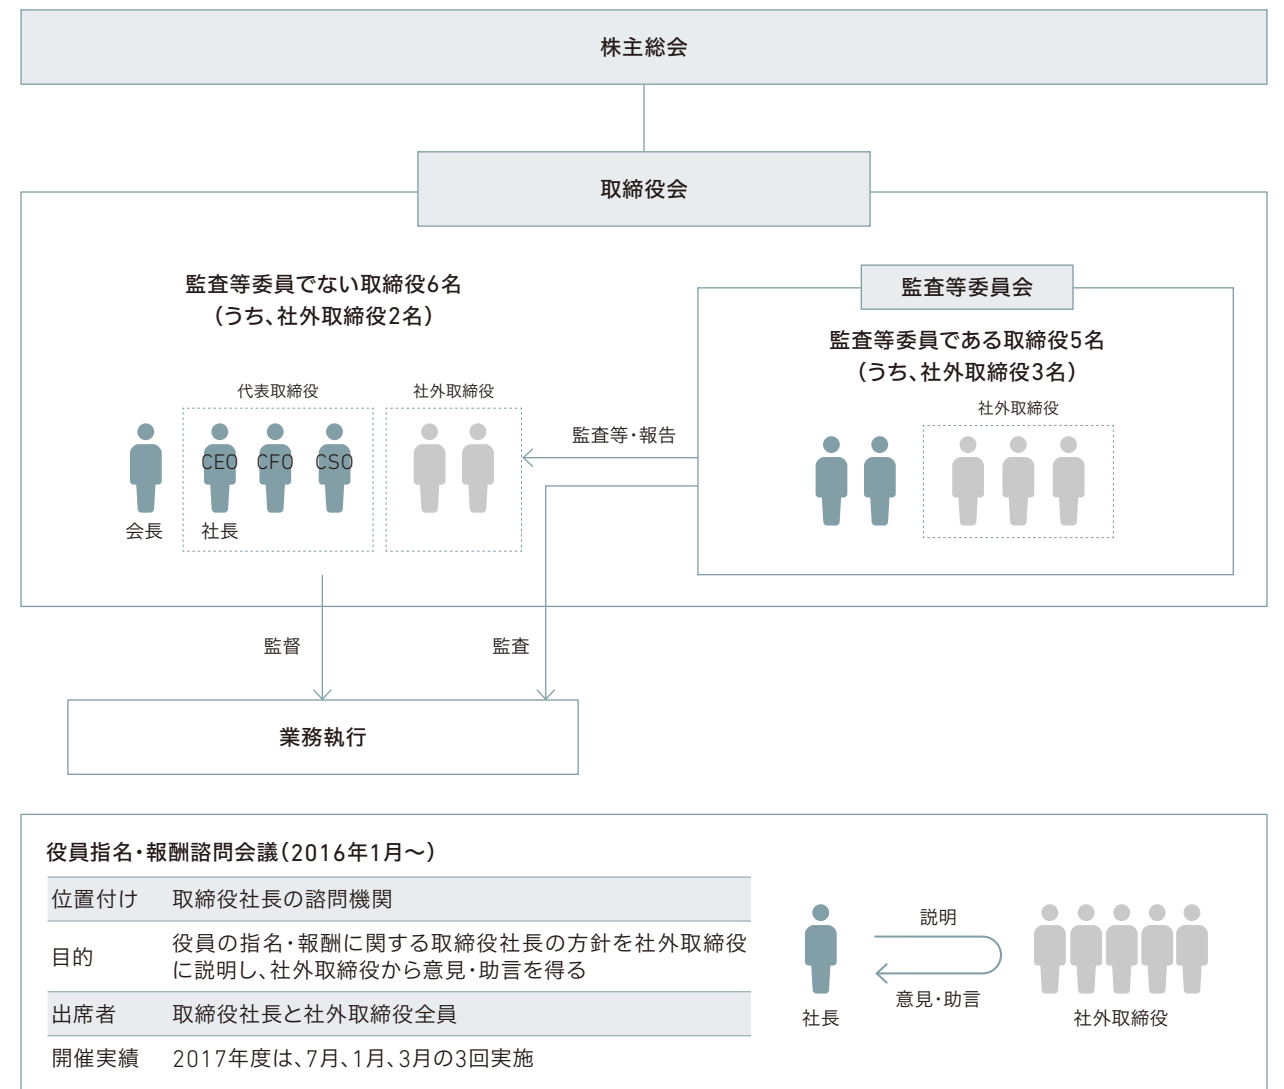 株主総会
取締役会
監査等委員でない取締役6名
(うち、社外取締役2名)
監査等委員会
監査等委員である取締役5名
(うち、社外取締役3名)
代表取締役
社外取締役
社外取締役
監査等・報告
CEO
CFO
CSO
会長
社長
監督
監査
業務執行
役員指名・報酬諮問会議(2016年1月～)
位置付け 取締役社長の諮問機関
目的 役員の指名・報酬に関する取締役社長の方針を社外取締役
に説明し、社外取締役から意見・助言を得る
出席者 取締役社長と社外取締役全員
開催実績 2017年度は、7月、1月、3月の3回実施
説明
意見・助言
社長
社外取締役